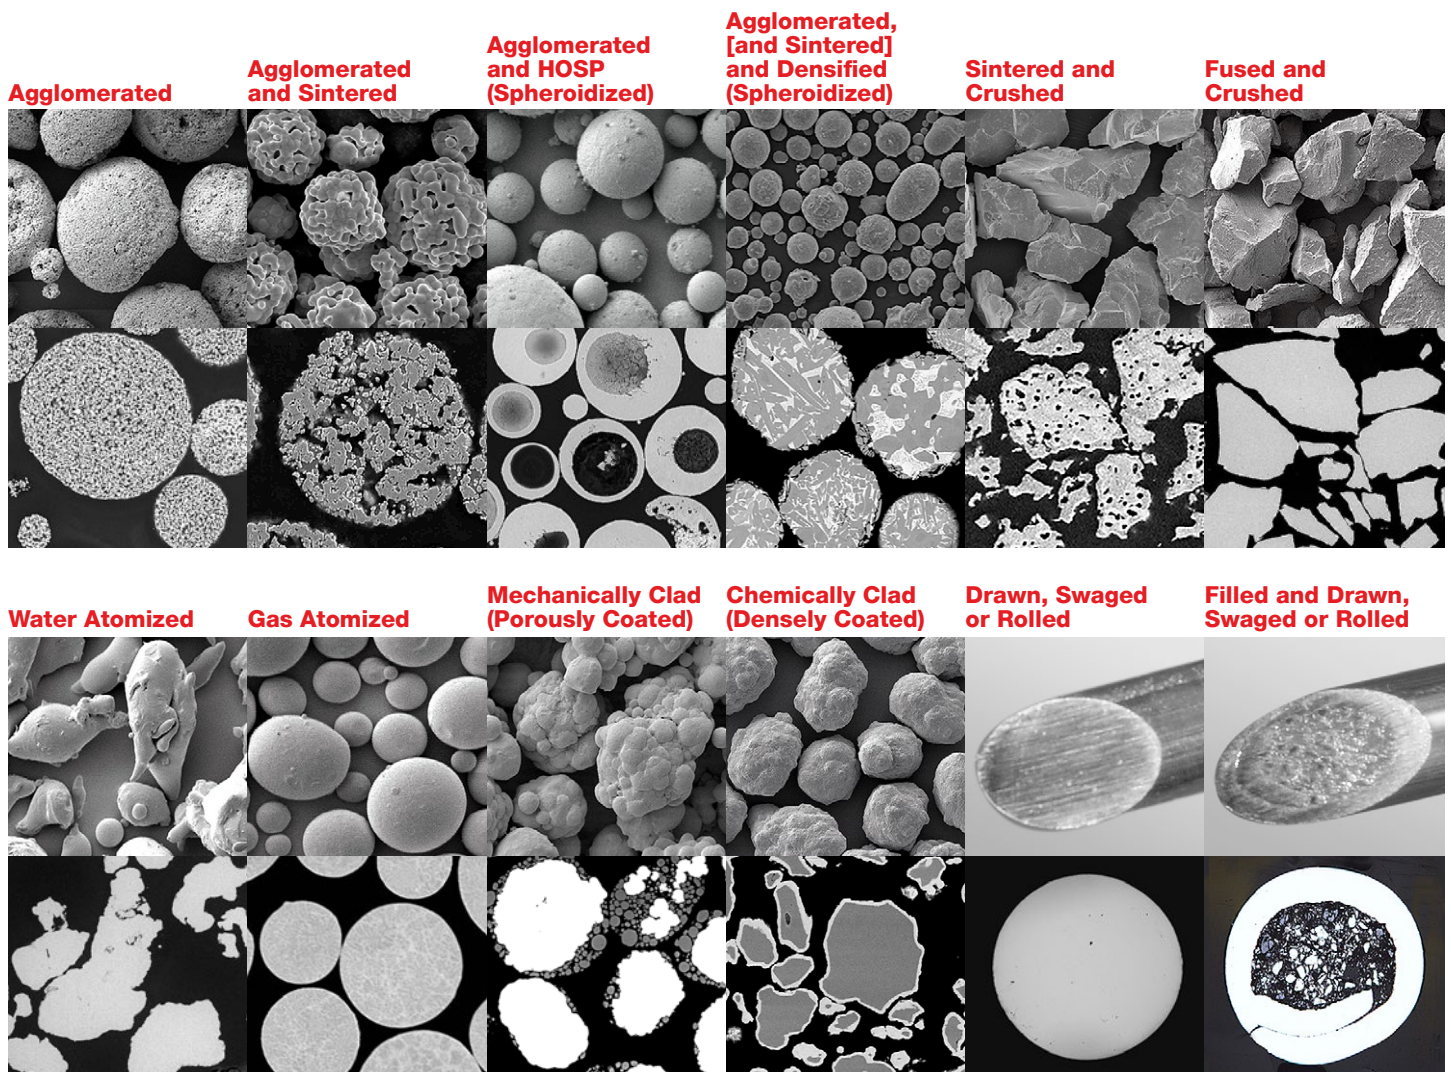 Agglomerated
Agglomerated
and Sintered
Agglomerated
and HOSP
(Spheroidized)
Agglomerated,
[and Sintered]
and Densified
(Spheroidized)
Sintered and
Crushed
Fused and
Crushed
Water Atomized
Gas Atomized
Mechanically Clad
(Porously Coated)
Chemically Clad
(Densely Coated)
Drawn, Swaged
or Rolled
Filled and Drawn,
Swaged or Rolled